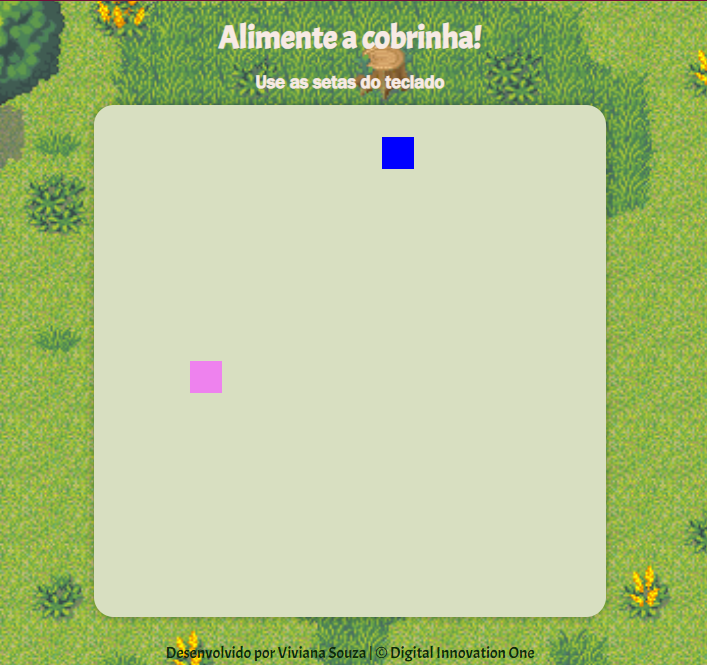 Alimente a cobrinha!
Use as setas do teclado
Desenvolvido por Viviana Souza | © Digital Innovation One